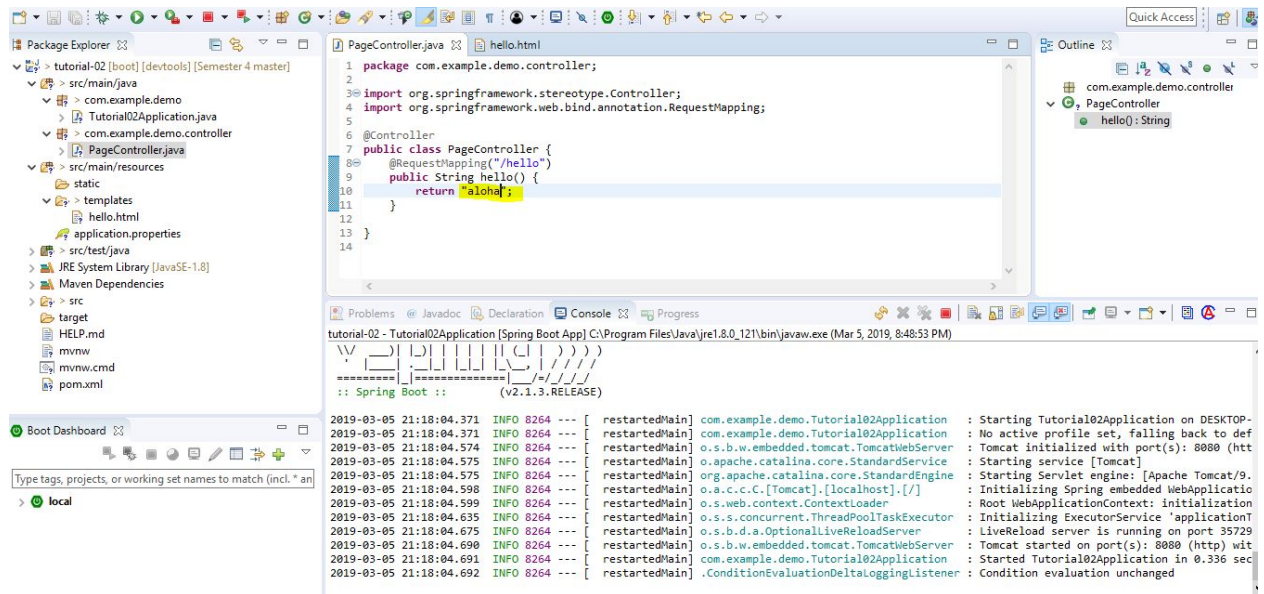 Quick Access
Package Explorer
> tutorial-02 [boot] [devtools] [Semester 4 master]
> src/main/java
> com.example.demo
Tutorial02Application.java
> com.example.demo.controller
PageController.java
> src/main/resources
static
> templates
hello.html
application.properties
> src/test/java
JRE System Library [JavaSE-1.8]
Maven Dependencies
> src
target
HELP.md
mvnw
mvnw.cmd
pom.xml
Boot Dashboard
Type tags, projects, or working set names to match (incl. * an
local
PageController.java
hello.html
1 package com.example.demo.controller;
2
3 import org.springframework.stereotype.Controller;
4 import org.springframework.web.bind.annotation.RequestMapping;
5
6 @Controller
7 public class PageController {
8 @RequestMapping("/hello")
9 public String hello() {
10 return "aloha";
11 }
12
13 }
14
Outline
com.example.demo.controller
PageController
hello() : String
Problems @ Javadoc Declaration Console Progress
tutorial-02 - Tutorial02Application [Spring Boot App] C:\Program Files\Java\jre1.8.0_121\bin\javaw.exe (Mar 5, 2019, 8:48:53 PM)
\\/  ___)| |_)| | | | | || (_| |  ) ) ) )
'  |____| .__|_| |_|_| |_\__, | / / / /
=========|_|==============|___/=/_/_/_/
:: Spring Boot :: (v2.1.3.RELEASE)
2019-03-05 21:18:04.371 INFO 8264 --- [ restartedMain] com.example.demo.Tutorial02Application : Starting Tutorial02Application on DESKTOP-
2019-03-05 21:18:04.371 INFO 8264 --- [ restartedMain] com.example.demo.Tutorial02Application : No active profile set, falling back to def
2019-03-05 21:18:04.574 INFO 8264 --- [ restartedMain] o.s.b.w.embedded.tomcat.TomcatWebServer : Tomcat initialized with port(s): 8080 (htt
2019-03-05 21:18:04.575 INFO 8264 --- [ restartedMain] o.apache.catalina.core.StandardService : Starting service [Tomcat]
2019-03-05 21:18:04.575 INFO 8264 --- [ restartedMain] org.apache.catalina.core.StandardEngine : Starting Servlet engine: [Apache Tomcat/9.
2019-03-05 21:18:04.598 INFO 8264 --- [ restartedMain] o.a.c.c.C.[Tomcat].[localhost].[/] : Initializing Spring embedded WebApplicatio
2019-03-05 21:18:04.599 INFO 8264 --- [ restartedMain] o.s.web.context.ContextLoader : Root WebApplicationContext: initialization
2019-03-05 21:18:04.635 INFO 8264 --- [ restartedMain] o.s.s.concurrent.ThreadPoolTaskExecutor : Initializing ExecutorService 'applicationT
2019-03-05 21:18:04.675 INFO 8264 --- [ restartedMain] o.s.b.d.a.OptionalLiveReloadServer : LiveReload server is running on port 35729
2019-03-05 21:18:04.690 INFO 8264 --- [ restartedMain] o.s.b.w.embedded.tomcat.TomcatWebServer : Tomcat started on port(s): 8080 (http) wit
2019-03-05 21:18:04.691 INFO 8264 --- [ restartedMain] com.example.demo.Tutorial02Application : Started Tutorial02Application in 0.336 sec
2019-03-05 21:18:04.692 INFO 8264 --- [ restartedMain] .ConditionEvaluationDeltaLoggingListener : Condition evaluation unchanged